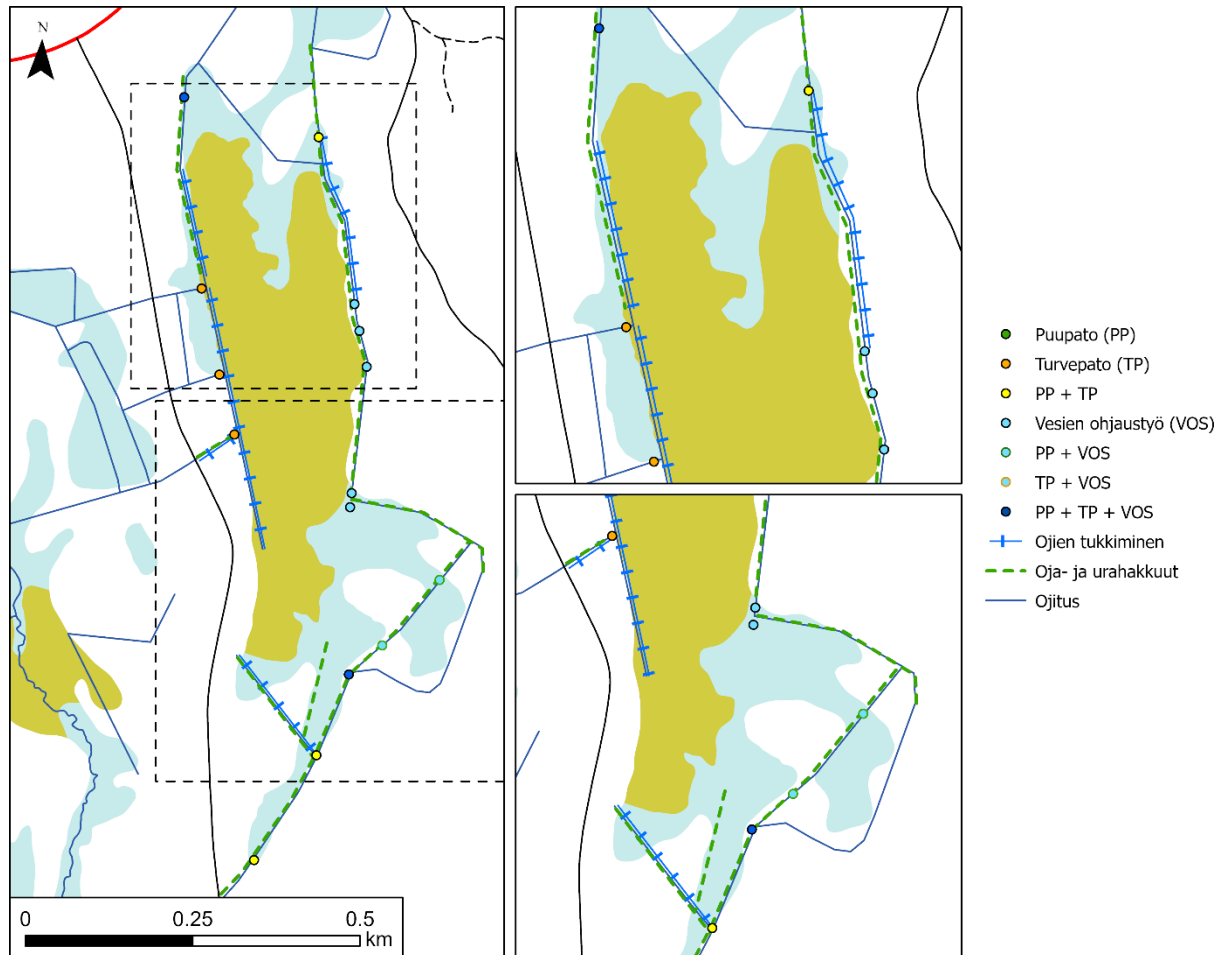 N
0
0.25
0.5
km
Puupato (PP)
Turvepato (TP)
PP + TP
Vesien ohjaustyö (VOS)
PP + VOS
TP + VOS
PP + TP + VOS
Ojien tukkiminen
Oja- ja urahakkuut
Ojitus